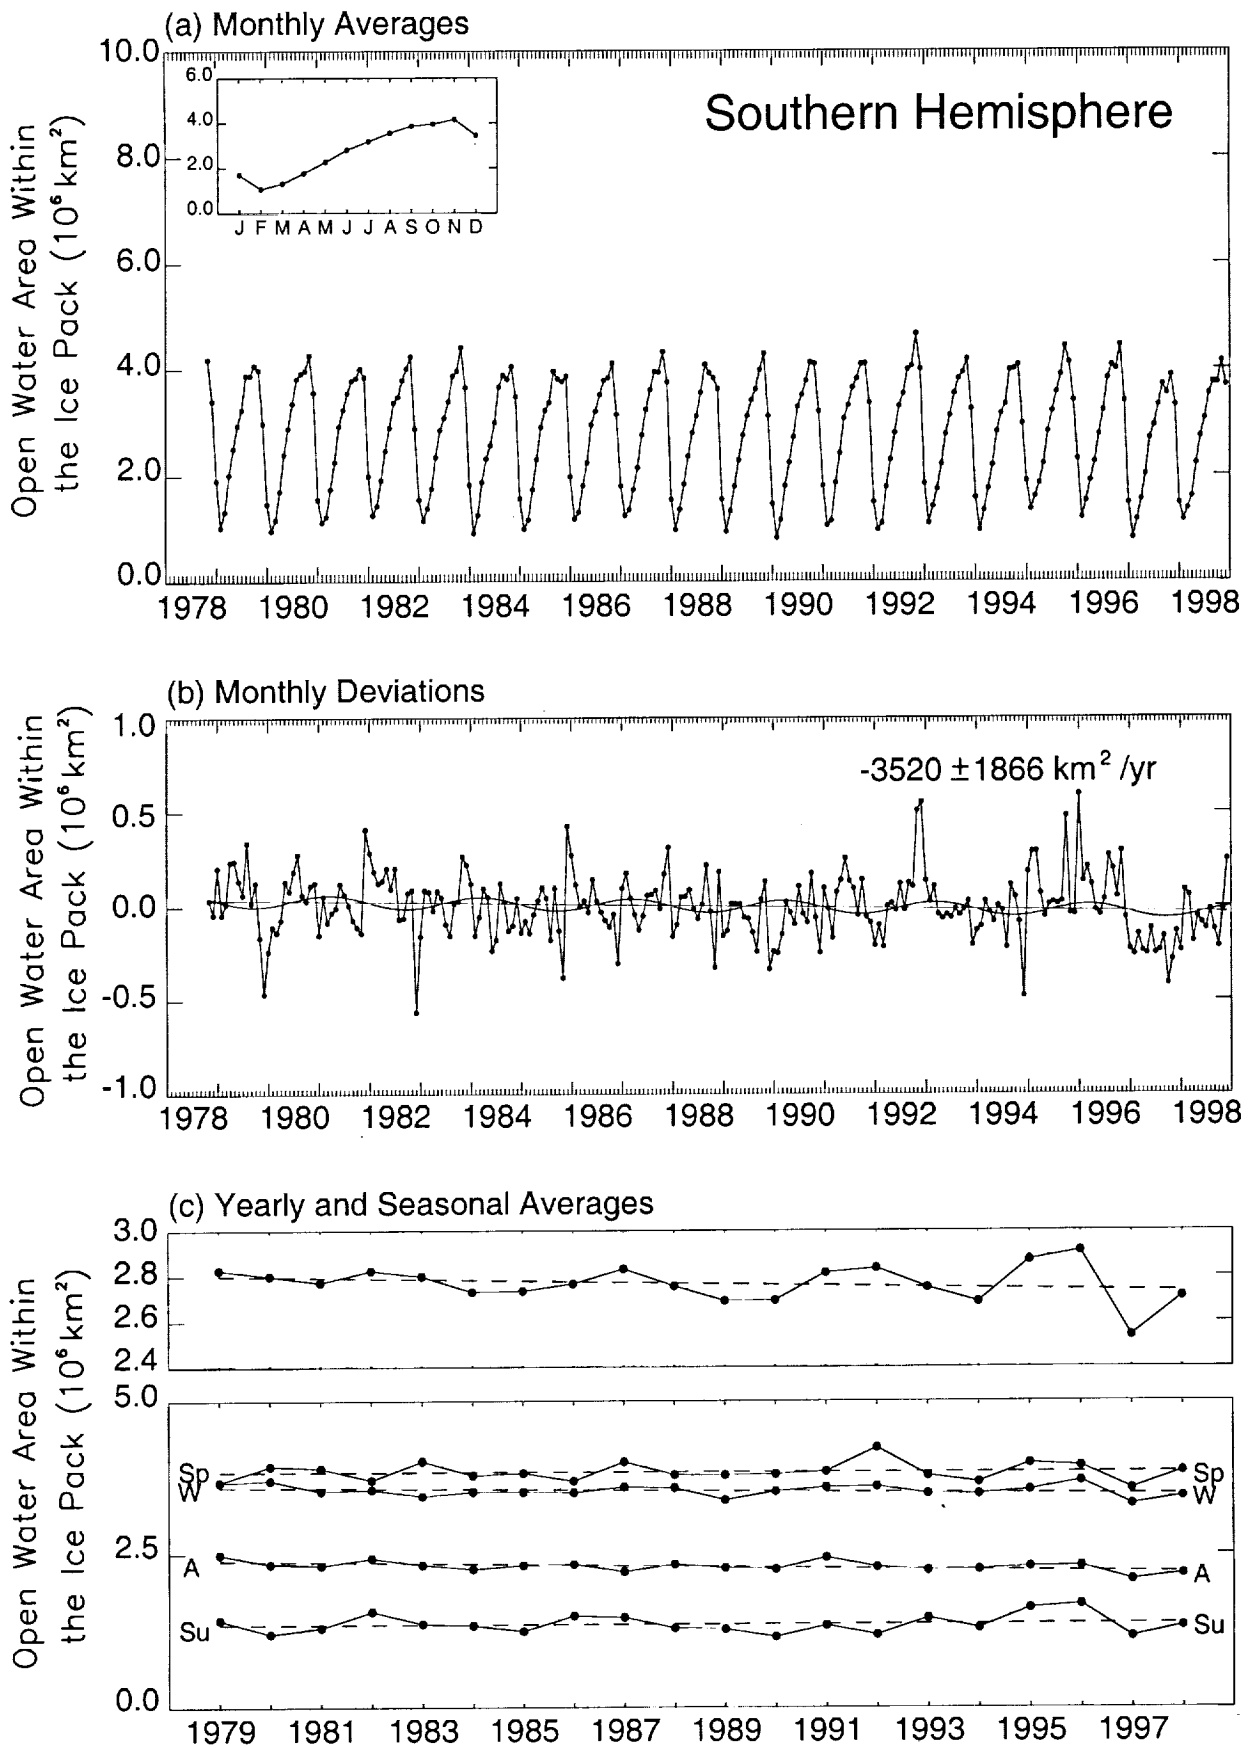 (a) Monthly Averages
Southern Hemisphere
Open Water Area Within
the Ice Pack (10⁶ km²)
10.0
8.0
6.0
4.0
2.0
0.0
6.0
4.0
2.0
0.0
J F M A M J J A S O N D
1978 1980 1982 1984 1986 1988 1990 1992 1994 1996 1998
(b) Monthly Deviations
-3520 ±1866 km² /yr
Open Water Area Within
the Ice Pack (10⁶ km²)
1.0
0.5
0.0
-0.5
-1.0
1978 1980 1982 1984 1986 1988 1990 1992 1994 1996 1998
(c) Yearly and Seasonal Averages
Open Water Area Within
the Ice Pack (10⁶ km²)
3.0
2.8
2.6
2.4
5.0
2.5
0.0
Sp
W
A
Su
Sp
W
A
Su
1979 1981 1983 1985 1987 1989 1991 1993 1995 1997